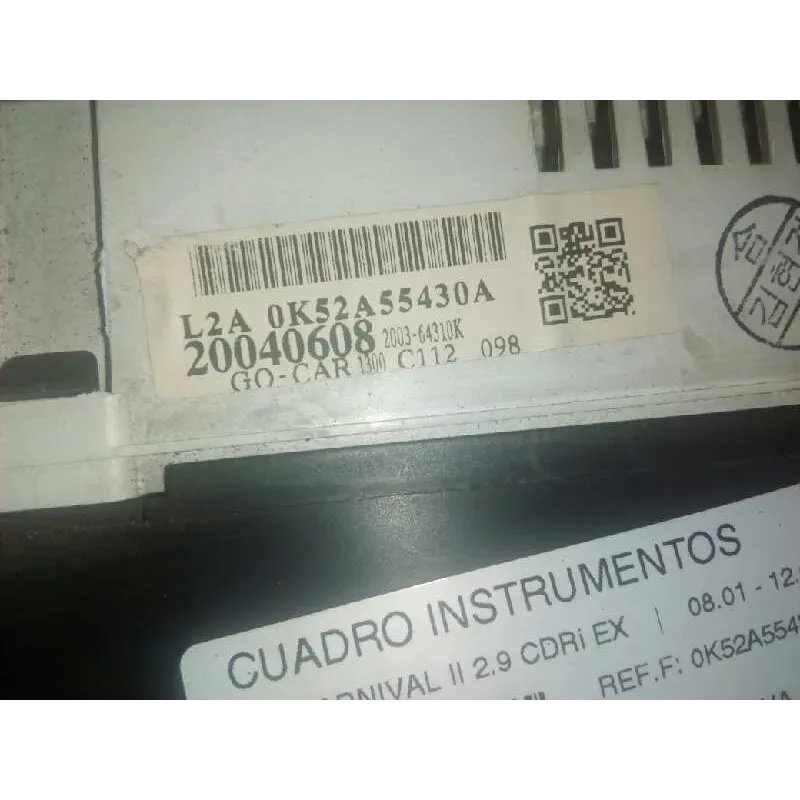 L2A 0K52A55430A
20040608 2003-64310K
GO-CAR 1300 C112 098
CUADRO INSTRUMENTOS
ARNIVAL II 2.9 CDRi EX | 08.01 - 12.
REF.F: 0K52A554